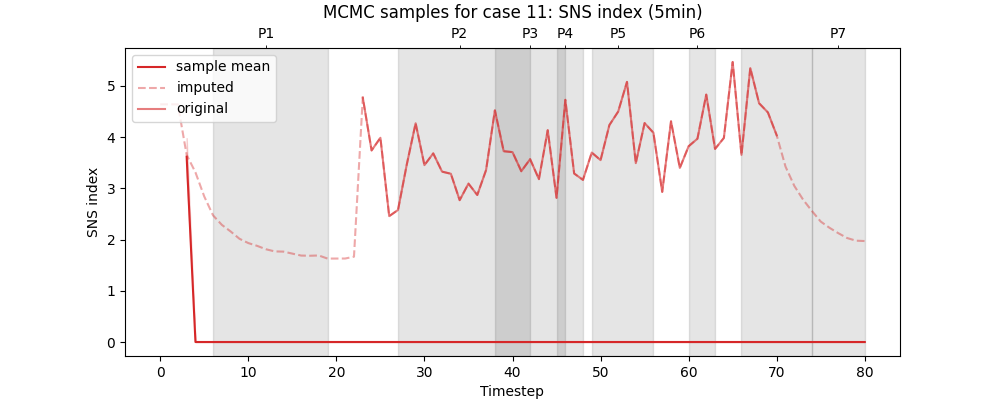 MCMC samples for case 11: SNS index (5min)
P1 P2 P3 P4 P5 P6 P7
sample mean
imputed
original
5
4
3
2
1
0
SNS index
0 10 20 30 40 50 60 70 80
Timestep